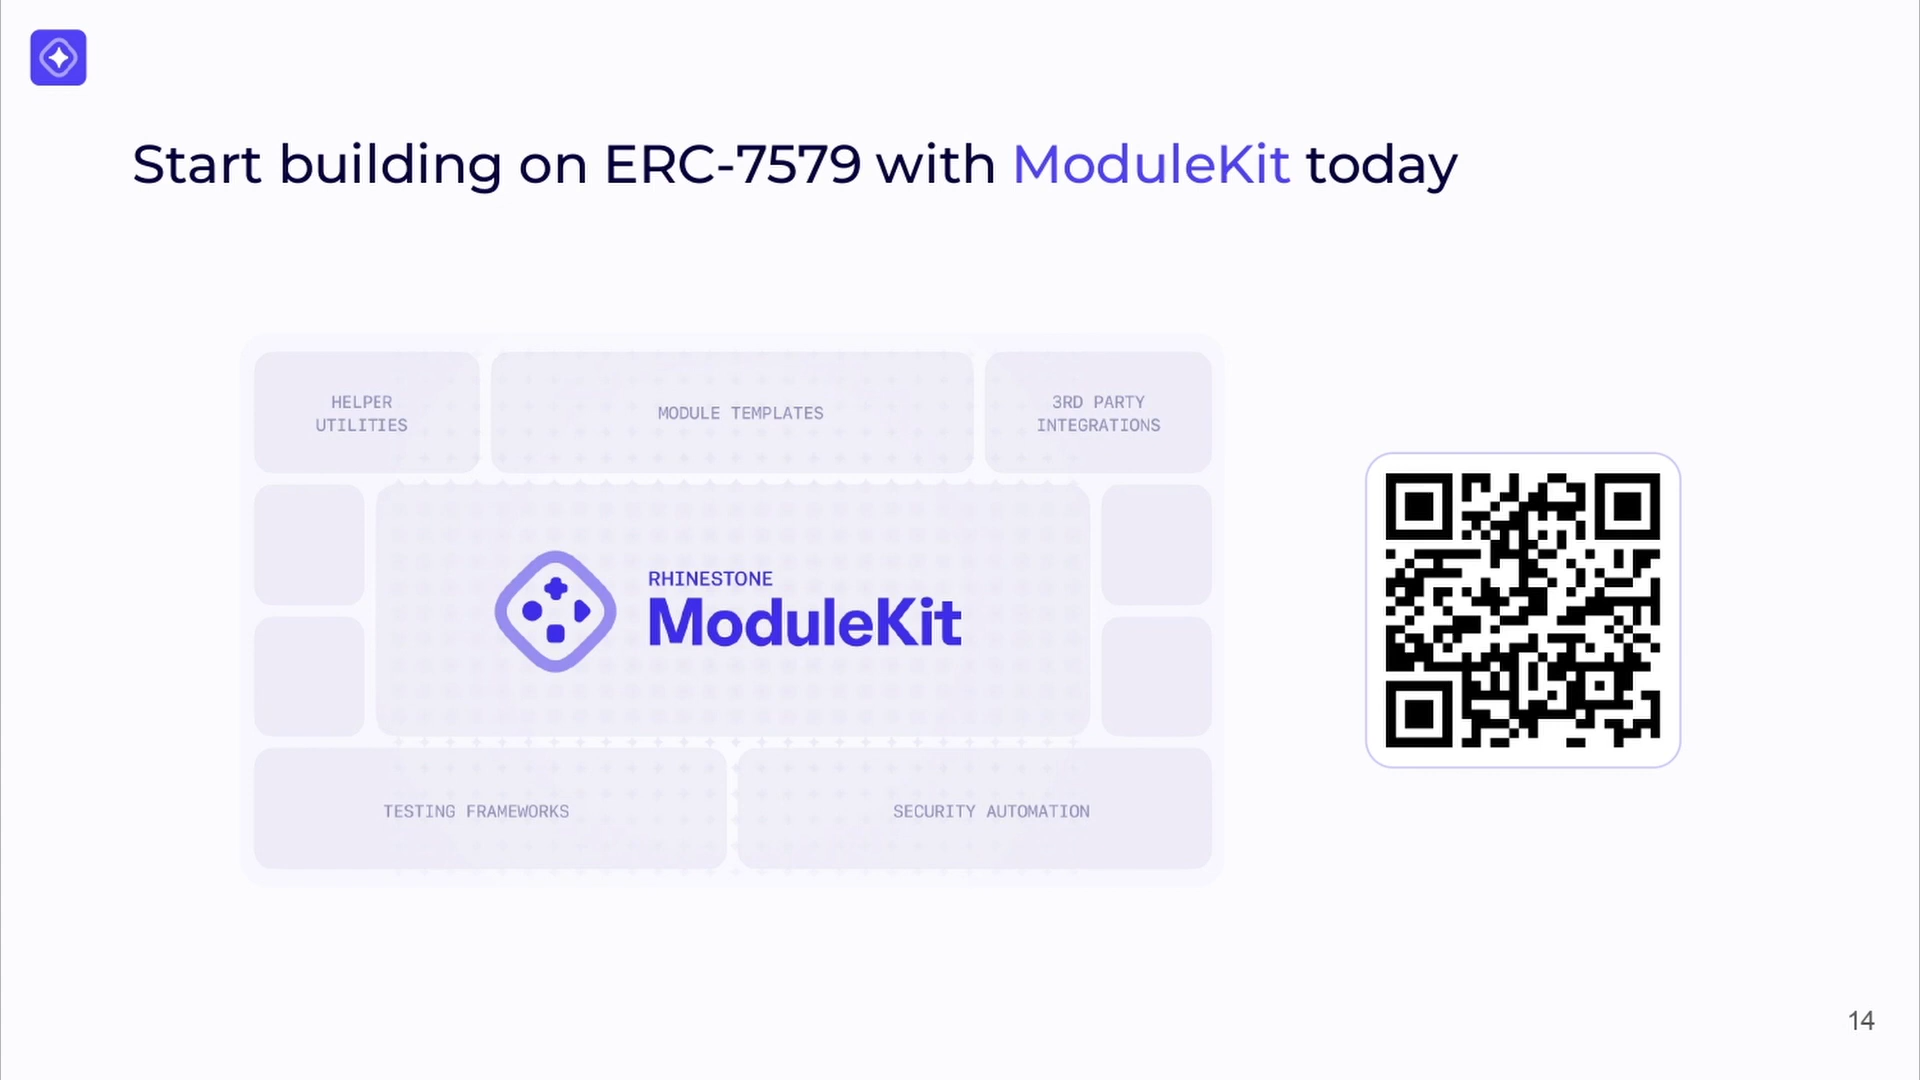 Start building on ERC-7579 with ModuleKit today
HELPER
UTILITIES
MODULE TEMPLATES
3RD PARTY
INTEGRATIONS
RHINESTONE
ModuleKit
TESTING FRAMEWORKS
SECURITY AUTOMATION
14